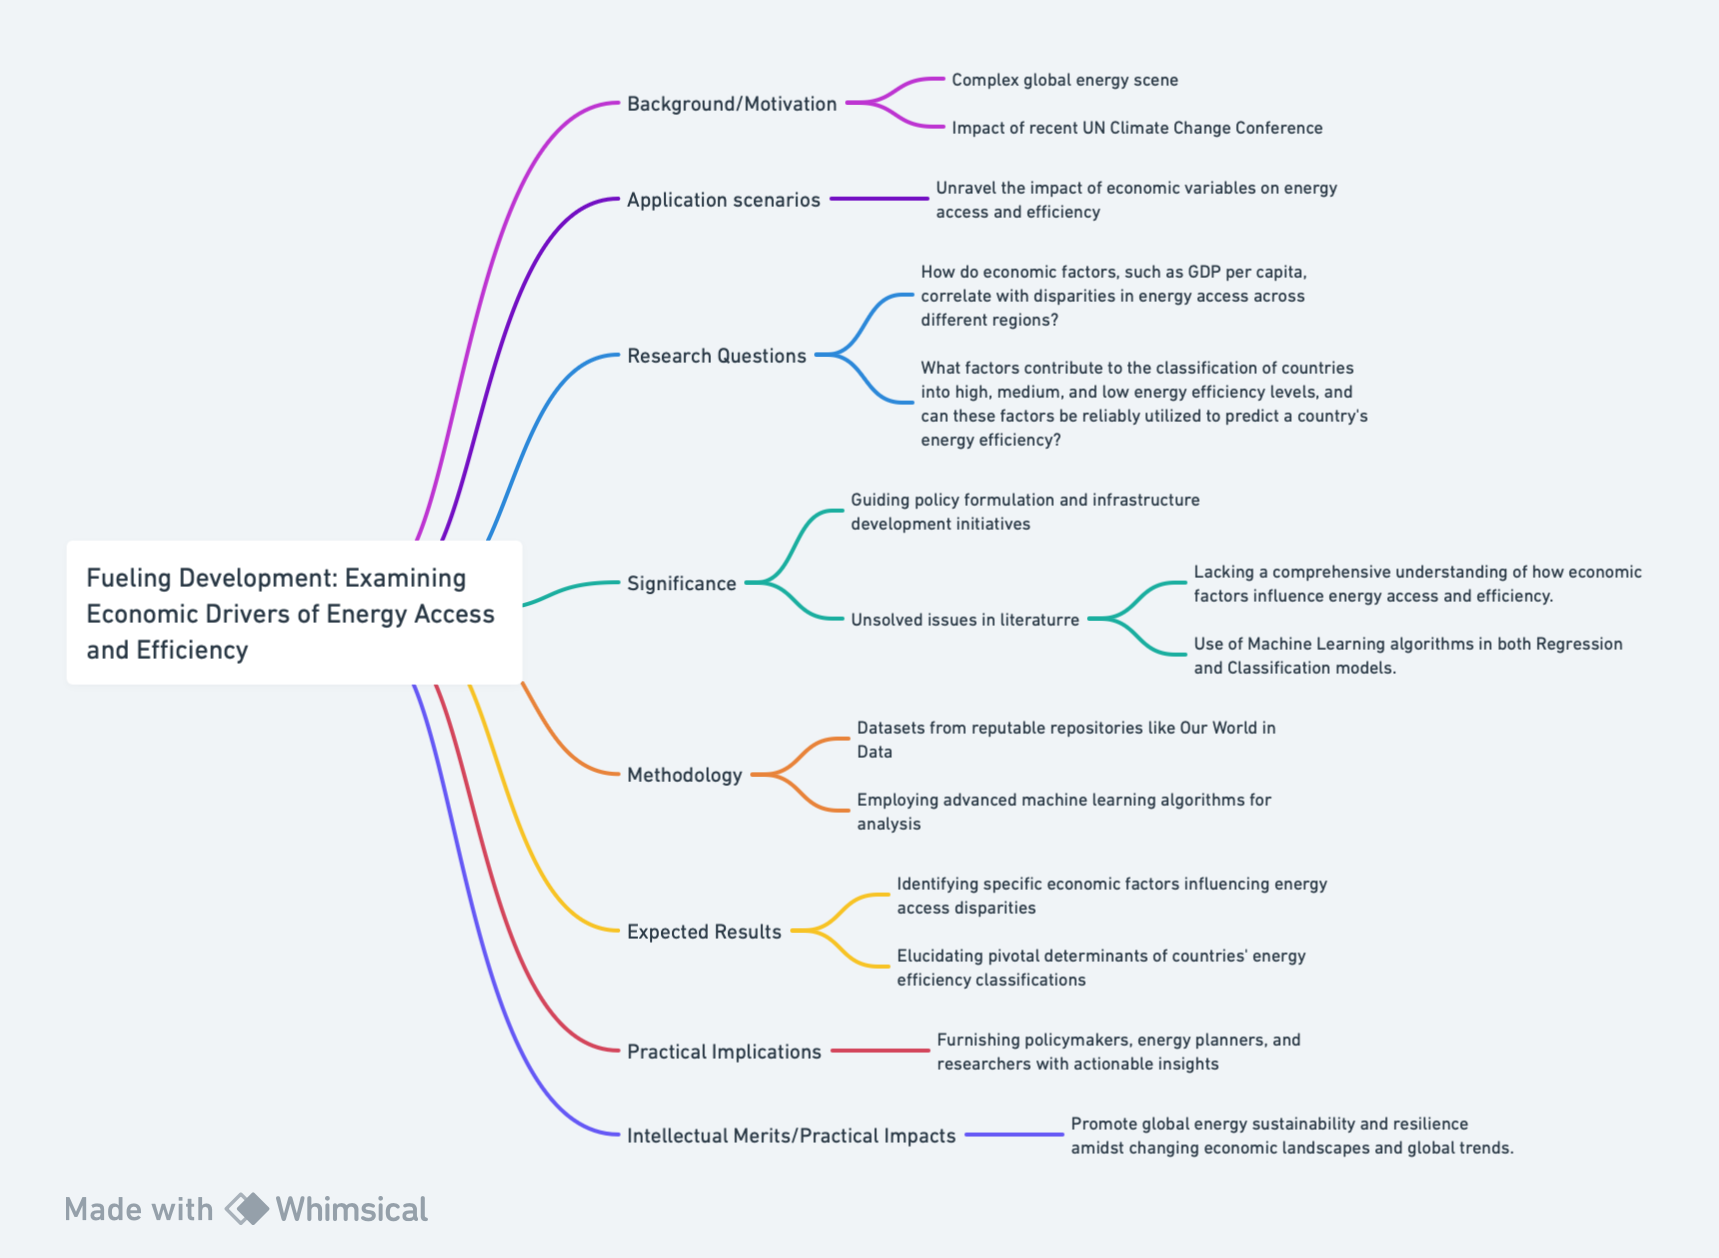 Complex global energy scene
Background/Motivation
Impact of recent UN Climate Change Conference
Unravel the impact of economic variables on energy
access and efficiency
Application scenarios
How do economic factors, such as GDP per capita,
correlate with disparities in energy access across
different regions?
Research Questions
What factors contribute to the classification of countries
into high, medium, and low energy efficiency levels, and
can these factors be reliably utilized to predict a country's
energy efficiency?
Guiding policy formulation and infrastructure
development initiatives
Fueling Development: Examining
Economic Drivers of Energy Access
and Efficiency
Significance
Lacking a comprehensive understanding of how economic
factors influence energy access and efficiency.
Unsolved issues in literaturre
Use of Machine Learning algorithms in both Regression
and Classification models.
Datasets from reputable repositories like Our World in
Data
Methodology
Employing advanced machine learning algorithms for
analysis
Identifying specific economic factors influencing energy
access disparities
Expected Results
Elucidating pivotal determinants of countries' energy
efficiency classifications
Practical Implications
Furnishing policymakers, energy planners, and
researchers with actionable insights
Intellectual Merits/Practical Impacts
Promote global energy sustainability and resilience
amidst changing economic landscapes and global trends.
Made with Whimsical